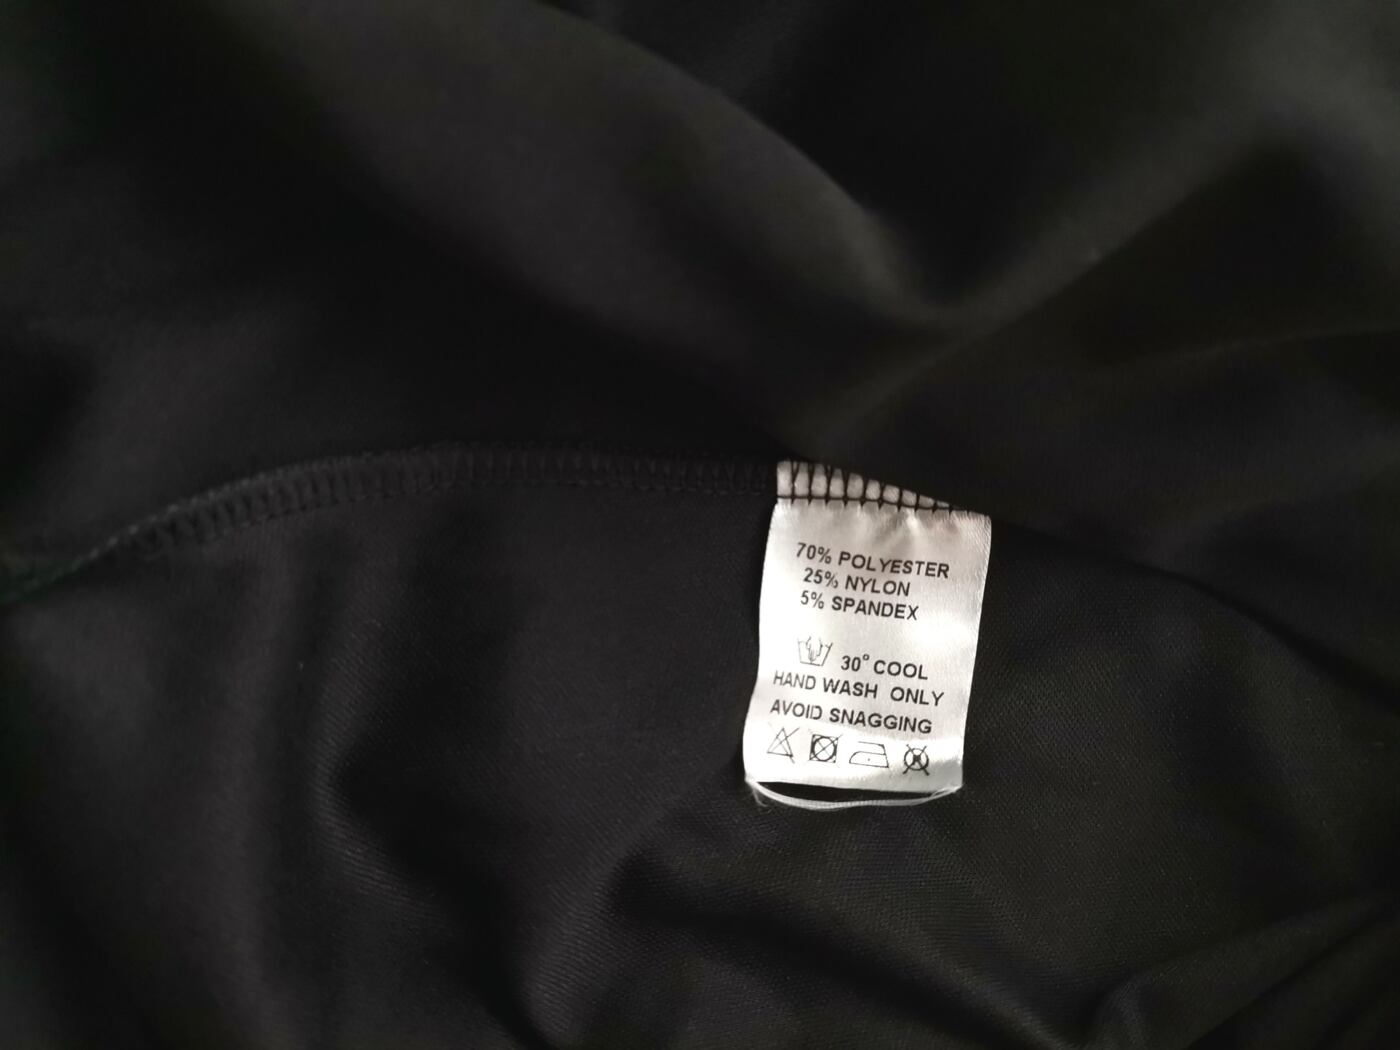 70% POLYESTER
25% NYLON
5% SPANDEX
30° COOL
HAND WASH ONLY
AVOID SNAGGING